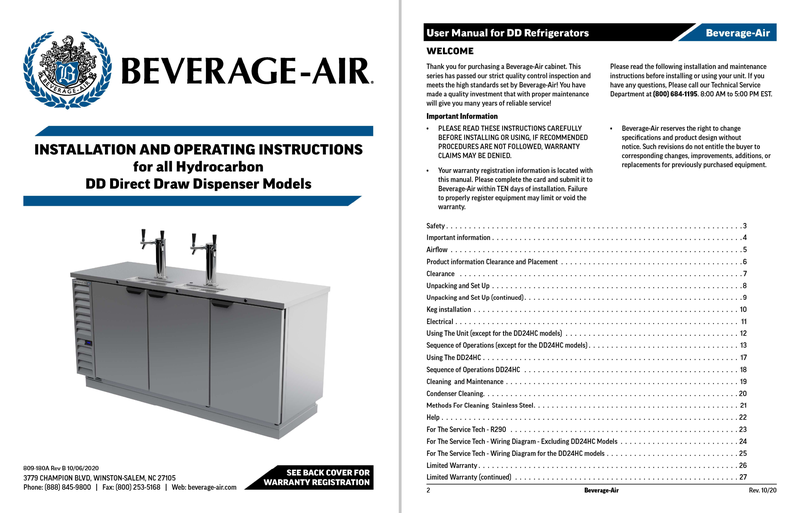 BEVERAGE-AIR.
INSTALLATION AND OPERATING INSTRUCTIONS
for all Hydrocarbon
DD Direct Draw Dispenser Models
809-180A Rev B 10/06/2020
3779 CHAMPION BLVD, WINSTON-SALEM, NC 27105
Phone: (888) 845-9800 | Fax: (800) 253-5168 | Web: beverage-air.com
SEE BACK COVER FOR
WARRANTY REGISTRATION
User Manual for DD Refrigerators
Beverage-Air
WELCOME
Thank you for purchasing a Beverage-Air cabinet. This
series has passed our strict quality control inspection and
meets the high standards set by Beverage-Air! You have
made a quality investment that with proper maintenance
will give you many years of reliable service!
Important Information
• PLEASE READ THESE INSTRUCTIONS CAREFULLY
BEFORE INSTALLING OR USING, IF RECOMMENDED
PROCEDURES ARE NOT FOLLOWED, WARRANTY
CLAIMS MAY BE DENIED.
• Your warranty registration information is located with
this manual. Please complete the card and submit it to
Beverage-Air within TEN days of installation. Failure
to properly register equipment may limit or void the
warranty.
Please read the following installation and maintenance
instructions before installing or using your unit. If you
have any questions, Please call our Technical Service
Department at (800) 684-1195. 8:00 AM to 5:00 PM EST.
• Beverage-Air reserves the right to change
specifications and product design without
notice. Such revisions do not entitle the buyer to
corresponding changes, improvements, additions, or
replacements for previously purchased equipment.
Safety . . . 3
Important information . . . 4
Airflow . . . 5
Product information Clearance and Placement . . . 6
Clearance . . . 7
Unpacking and Set Up . . . 8
Unpacking and Set Up (continued) . . . 9
Keg installation . . . 10
Electrical . . . 11
Using The Unit (except for the DD24HC models) . . . 12
Sequence of Operations (except for the DD24HC models) . . . 13
Using The DD24HC . . . 17
Sequence of Operations DD24HC . . . 18
Cleaning and Maintenance . . . 19
Condenser Cleaning. . . . 20
Methods For Cleaning Stainless Steel. . . . 21
Help . . . 22
For The Service Tech - R290 . . . 23
For The Service Tech - Wiring Diagram - Excluding DD24HC Models . . . 24
For The Service Tech - Wiring Diagram for the DD24HC models . . . 25
Limited Warranty . . . 26
Limited Warranty (continued) . . . 27
2
Beverage-Air
Rev. 10/20